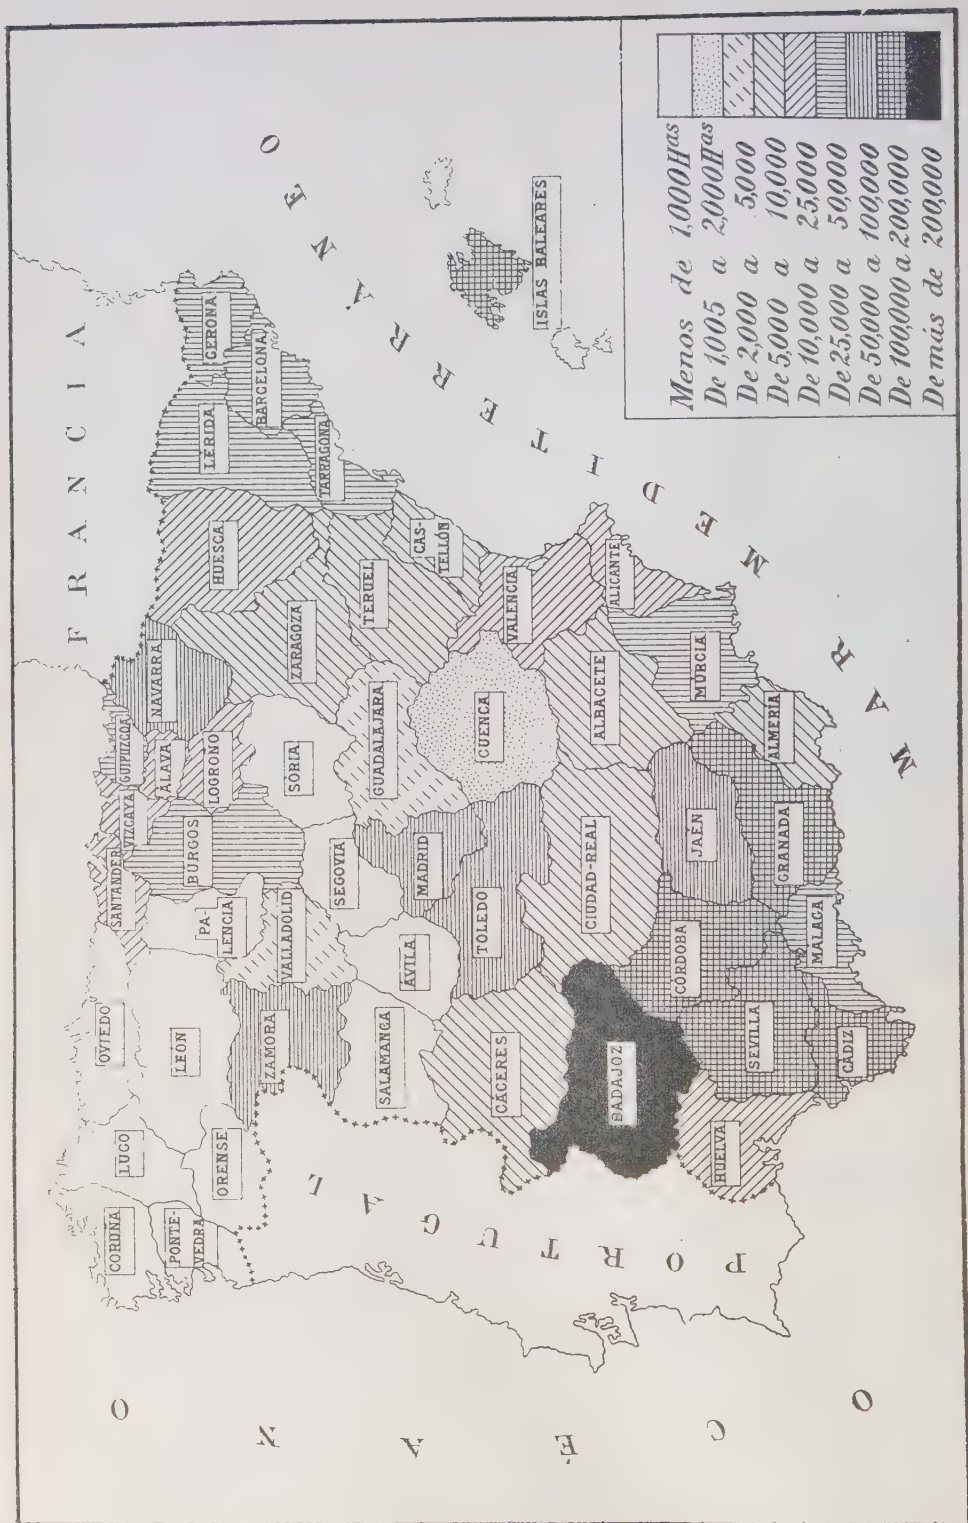 FRANCIA
OCÉANO
PORTUGAL
MAR MEDITERRÁNEO
CORUÑA
LUGO
OVIEDO
SANTANDER
VIZCAYA
GUIPUZCOA
PONTE-
VEDRA
ORENSE
LEÓN
PA-
LENCIA
BURGOS
ÁLAVA
NAVARRA
LOGROÑO
HUESCA
LÉRIDA
GERONA
BARCELONA
TARRAGONA
ZAMORA
VALLADOLID
SORIA
ZARAGOZA
SALAMANCA
ÁVILA
SEGOVIA
GUADALAJARA
TERUEL
CAS-
TELLÓN
MADRID
CÁCERES
TOLEDO
CUENCA
VALENCIA
ISLAS BALEARES
BADAJOZ
CIUDAD-REAL
ALBACETE
ALICANTE
HUELVA
SEVILLA
CÓRDOBA
JAÉN
MURCIA
CÁDIZ
MÁLAGA
GRANADA
ALMERÍA
Menos de 1,000Has
De 1,005 a 2,000Has
De 2,000 a 5,000
De 5,000 a 10,000
De 10,000 a 25,000
De 25,000 a 50,000
De 50,000 a 100,000
De 100,000 a 200,000
De más de 200,000